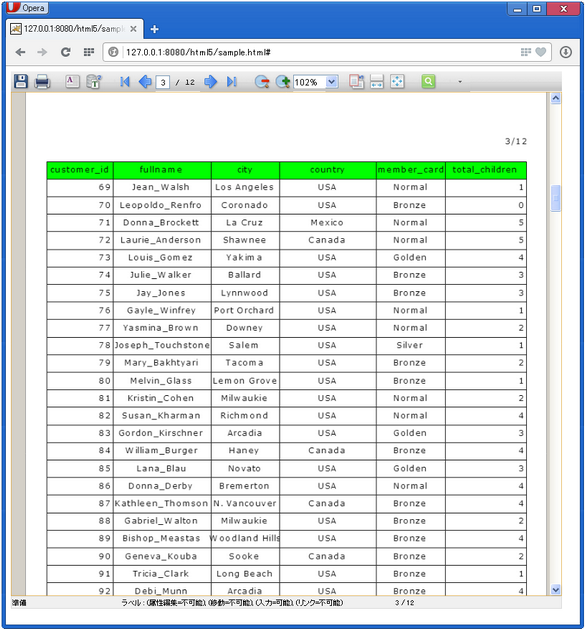 Opera
127.0.0.1:8080/html5/samp
127.0.0.1:8080/html5/sample.html#
3 / 12 102%
3/12
customer_id fullname city country member_card total_children
69 Jean_Walsh Los Angeles USA Normal 1
70 Leopoldo_Renfro Coronado USA Bronze 0
71 Donna_Brockett La Cruz Mexico Normal 5
72 Laurie_Anderson Shawnee Canada Normal 5
73 Louis_Gomez Yakima USA Golden 4
74 Julie_Walker Ballard USA Bronze 3
75 Jay_Jones Lynnwood USA Bronze 3
76 Gayle_Winfrey Port Orchard USA Normal 1
77 Yasmina_Brown Downey USA Normal 2
78 Joseph_Touchstone Salem USA Silver 1
79 Mary_Bakhtyari Tacoma USA Bronze 2
80 Melvin_Glass Lemon Grove USA Bronze 1
81 Kristin_Cohen Milwaukie USA Normal 2
82 Susan_Kharman Richmond USA Normal 4
83 Gordon_Kirschner Arcadia USA Golden 3
84 William_Burger Haney Canada Bronze 4
85 Lana_Blau Novato USA Golden 3
86 Donna_Derby Bremerton USA Normal 4
87 Kathleen_Thomson N. Vancouver Canada Bronze 4
88 Gabriel_Walton Milwaukie USA Bronze 2
89 Bishop_Meastas Woodland Hills USA Bronze 4
90 Geneva_Kouba Sooke Canada Bronze 2
91 Tricia_Clark Long Beach USA Bronze 1
92 Debi_Munn Arcadia USA Bronze 4
準備 ラベル : (属性編集=不可能), (移動=不可能), (入力=可能), (リンク=不可能) 3 / 12